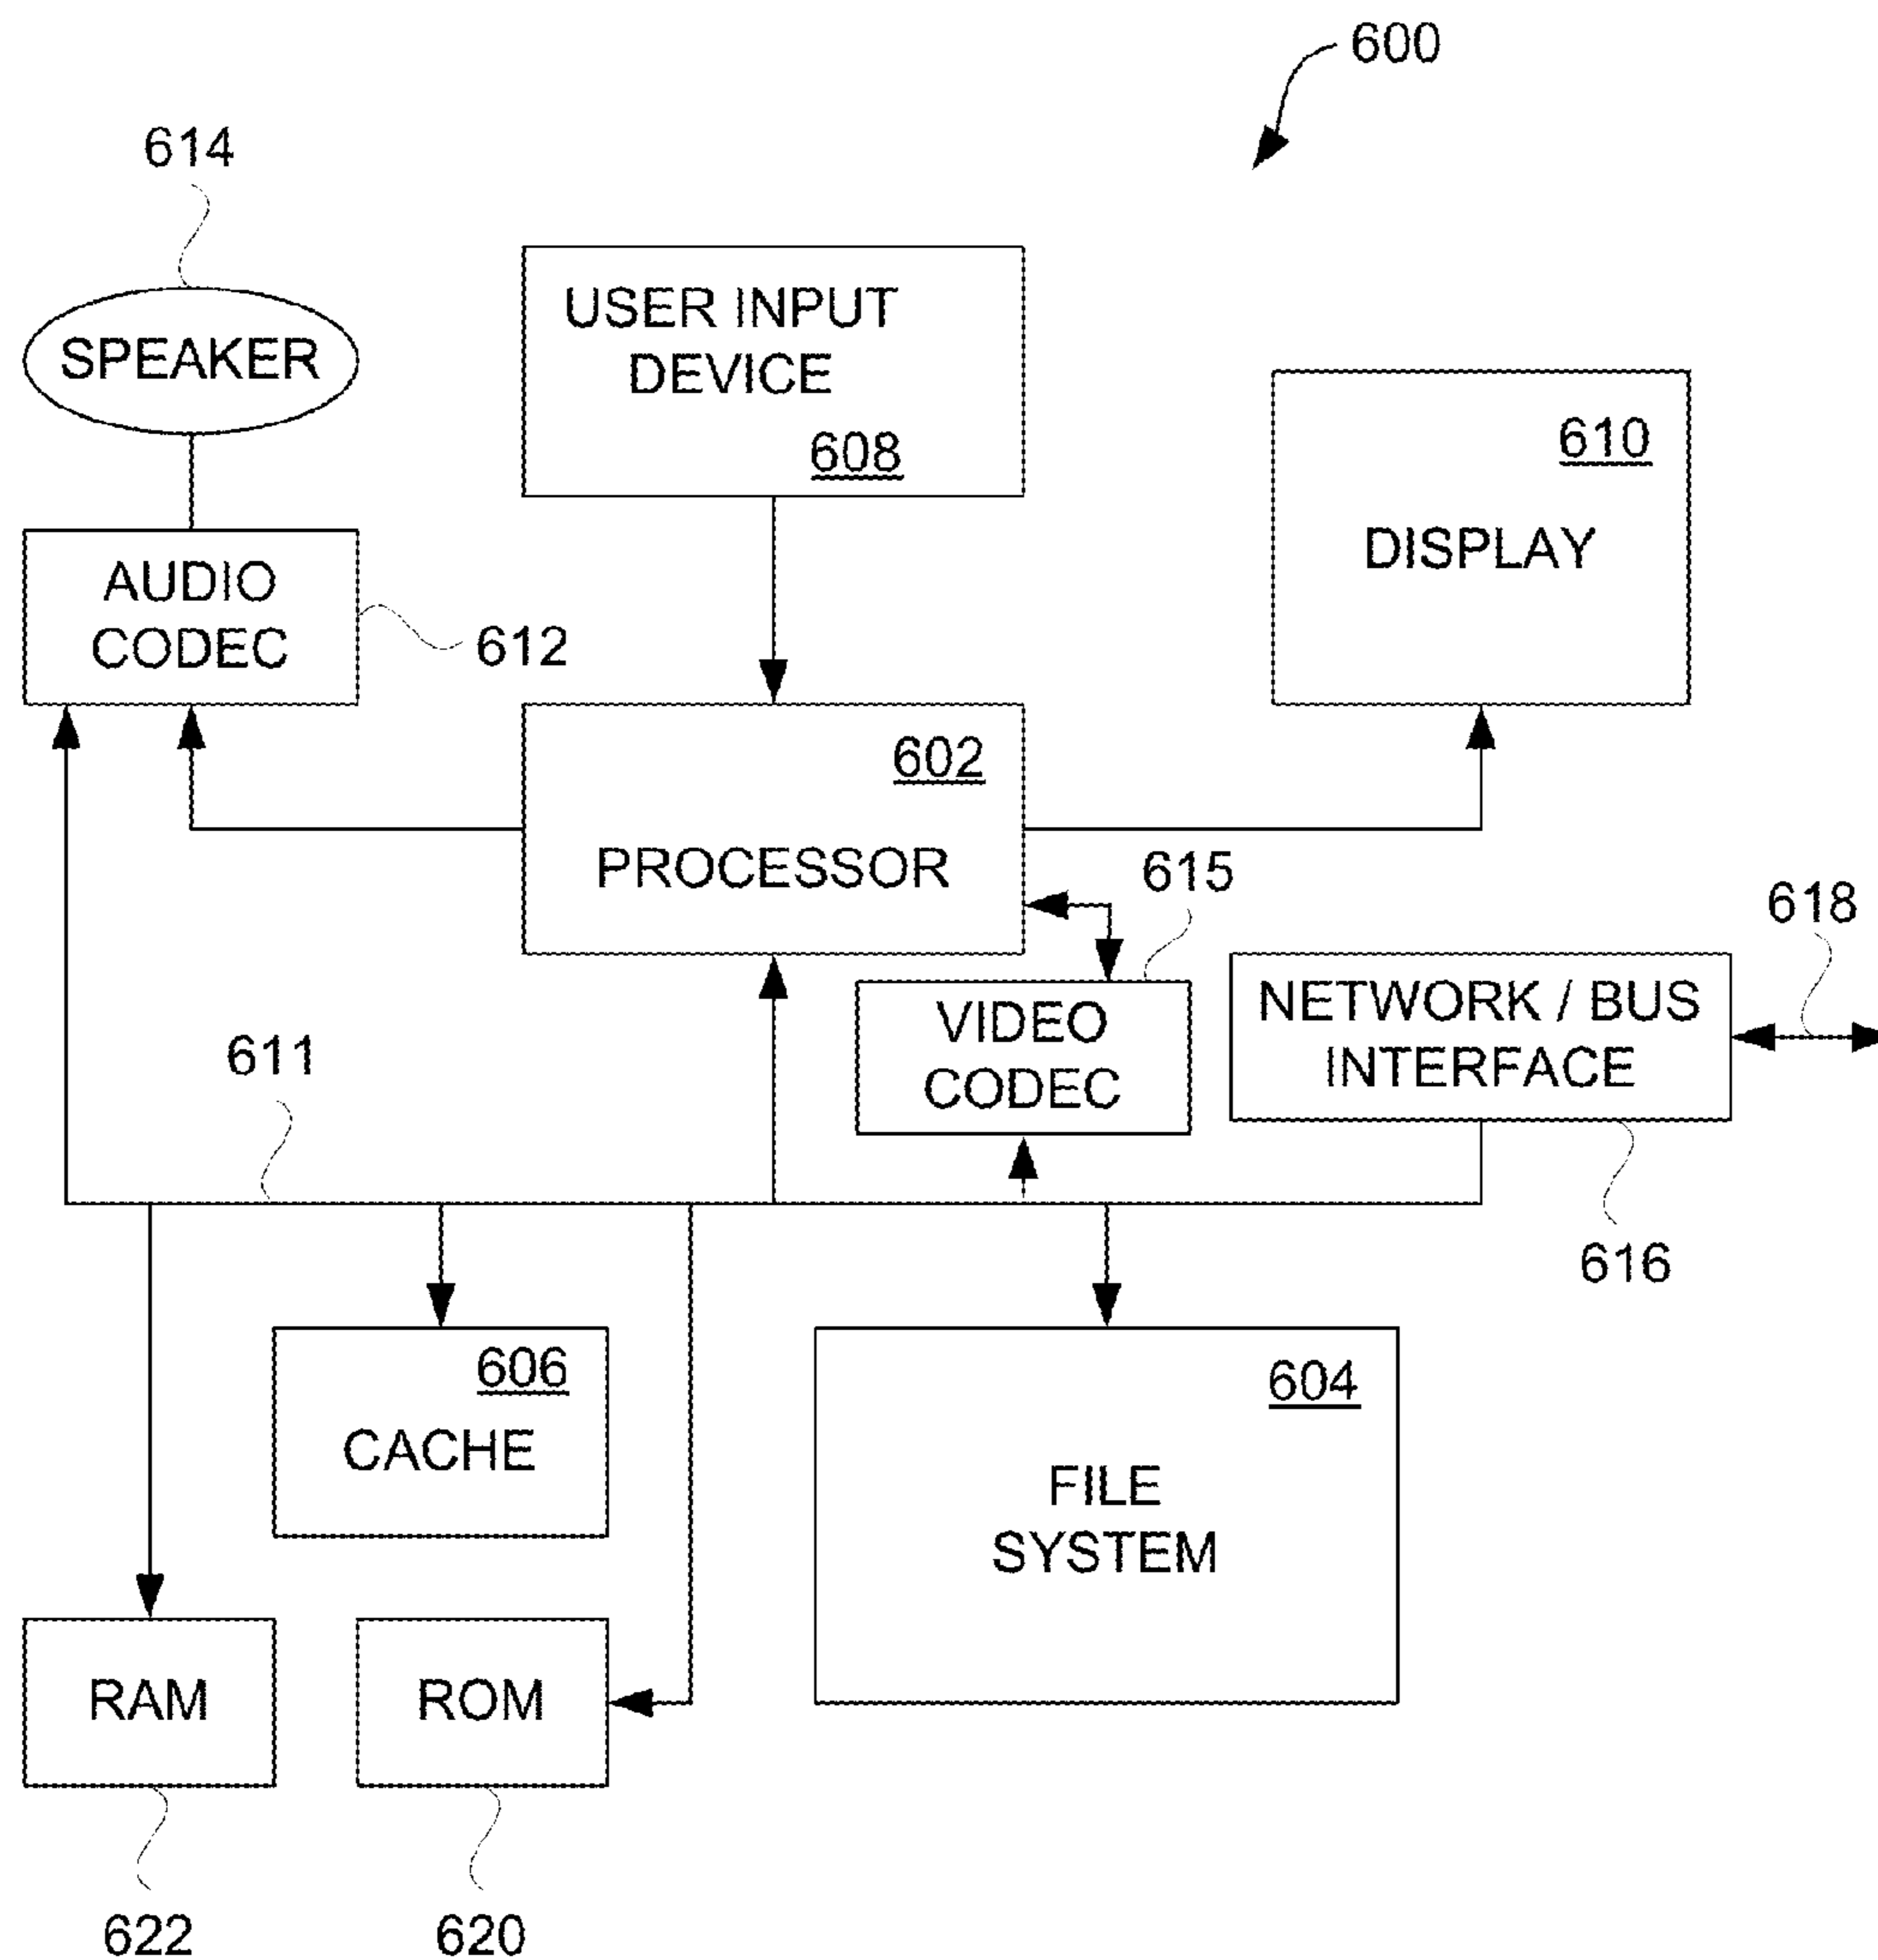 600
614
SPEAKER
USER INPUT
DEVICE
608
610
DISPLAY
AUDIO
CODEC
612
602
PROCESSOR
615
618
VIDEO
CODEC
NETWORK / BUS
INTERFACE
611
616
606
CACHE
604
FILE
SYSTEM
RAM
ROM
622
620